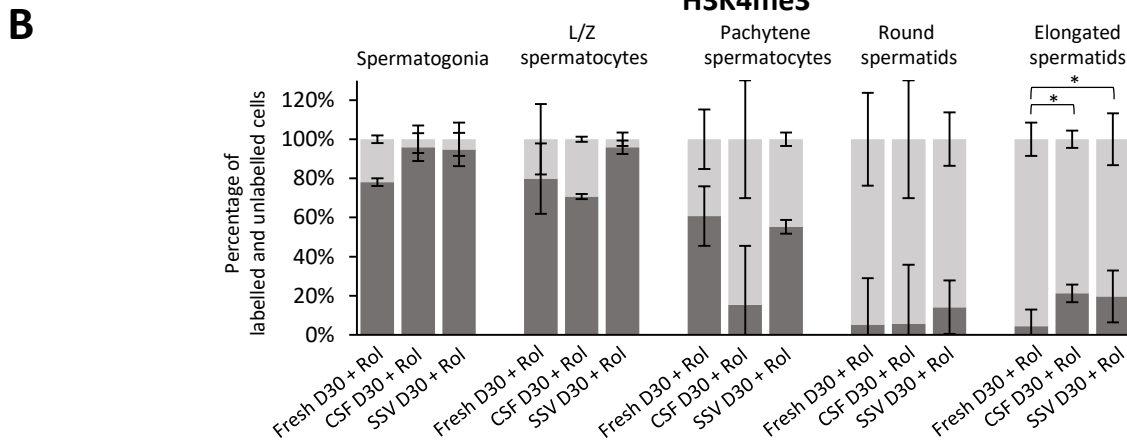 B
H3K4me3
Spermatogonia
L/Z
spermatocytes
Pachytene
spermatocytes
Round
spermatids
Elongated
spermatids
*
*
Percentage of
labelled and unlabelled cells
120%
100%
80%
60%
40%
20%
0%
Fresh D30 + Rol
CSF D30 + Rol
SSV D30 + Rol
Fresh D30 + Rol
CSF D30 + Rol
SSV D30 + Rol
Fresh D30 + Rol
CSF D30 + Rol
SSV D30 + Rol
Fresh D30 + Rol
CSF D30 + Rol
SSV D30 + Rol
Fresh D30 + Rol
CSF D30 + Rol
SSV D30 + Rol